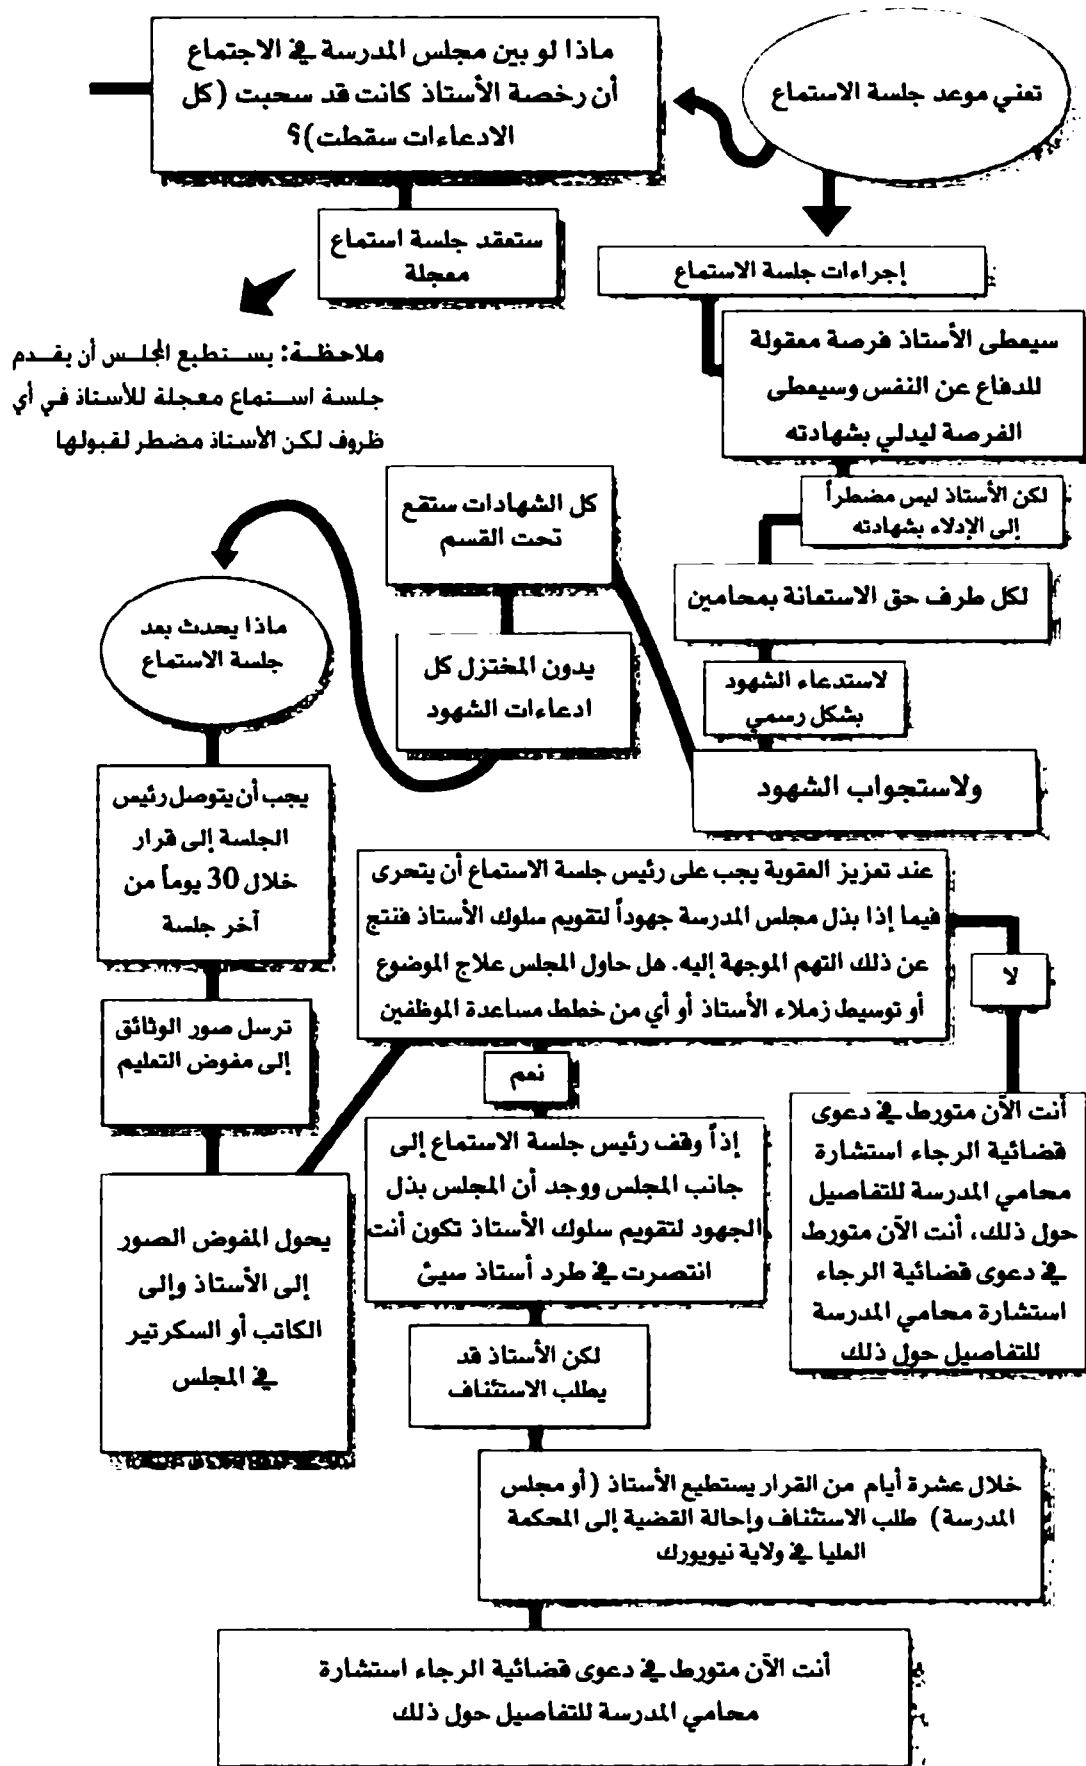 تعني موعد جلسة الاستماع
ماذا لو بين مجلس المدرسة في الاجتماع
أن رخصة الأستاذ كانت قد سحبت (كل
الادعاءات سقطت)؟
ستعقد جلسة استماع
معجلة
ملاحظة: يستطيع المجلس أن يقدم
جلسة استماع معجلة للأستاذ في أي
ظروف لكن الأستاذ مضطر لقبولها
إجراءات جلسة الاستماع
سيعطى الأستاذ فرصة معقولة
للدفاع عن النفس وسيعطى
الفرصة ليدلي بشهادته
لكن الأستاذ ليس مضطراً
إلى الإدلاء بشهادته
لكل طرف حق الاستعانة بمحامين
لاستدعاء الشهود
بشكل رسمي
ولاستجواب الشهود
كل الشهادات ستقع
تحت القسم
يدون المختزل كل
ادعاءات الشهود
ماذا يحدث بعد
جلسة الاستماع
يجب أن يتوصل رئيس
الجلسة إلى قرار
خلال 30 يوماً من
آخر جلسة
ترسل صور الوثائق
إلى مفوض التعليم
يحول المفوض الصور
إلى الأستاذ وإلى
الكاتب أو السكرتير
في المجلس
عند تعزيز العقوبة يجب على رئيس جلسة الاستماع أن يتحرى
فيما إذا بذل مجلس المدرسة جهوداً لتقويم سلوك الأستاذ فنتج
عن ذلك التهم الموجهة إليه. هل حاول المجلس علاج الموضوع
أو توسيط زملاء الأستاذ أو أي من خطط مساعدة الموظفين
لا
أنت الآن متورط في دعوى
قضائية الرجاء استشارة
محامي المدرسة للتفاصيل
حول ذلك، أنت الآن متورط
في دعوى قضائية الرجاء
استشارة محامي المدرسة
للتفاصيل حول ذلك
نعم
إذاً وقف رئيس جلسة الاستماع إلى
جانب المجلس ووجد أن المجلس بذل
الجهود لتقويم سلوك الأستاذ تكون أنت
انتصرت في طرد أستاذ سيئ
لكن الأستاذ قد
يطلب الاستئناف
خلال عشرة أيام من القرار يستطيع الأستاذ (أو مجلس
المدرسة) طلب الاستئناف وإحالة القضية إلى المحكمة
العليا في ولاية نيويورك
أنت الآن متورط في دعوى قضائية الرجاء استشارة
محامي المدرسة للتفاصيل حول ذلك